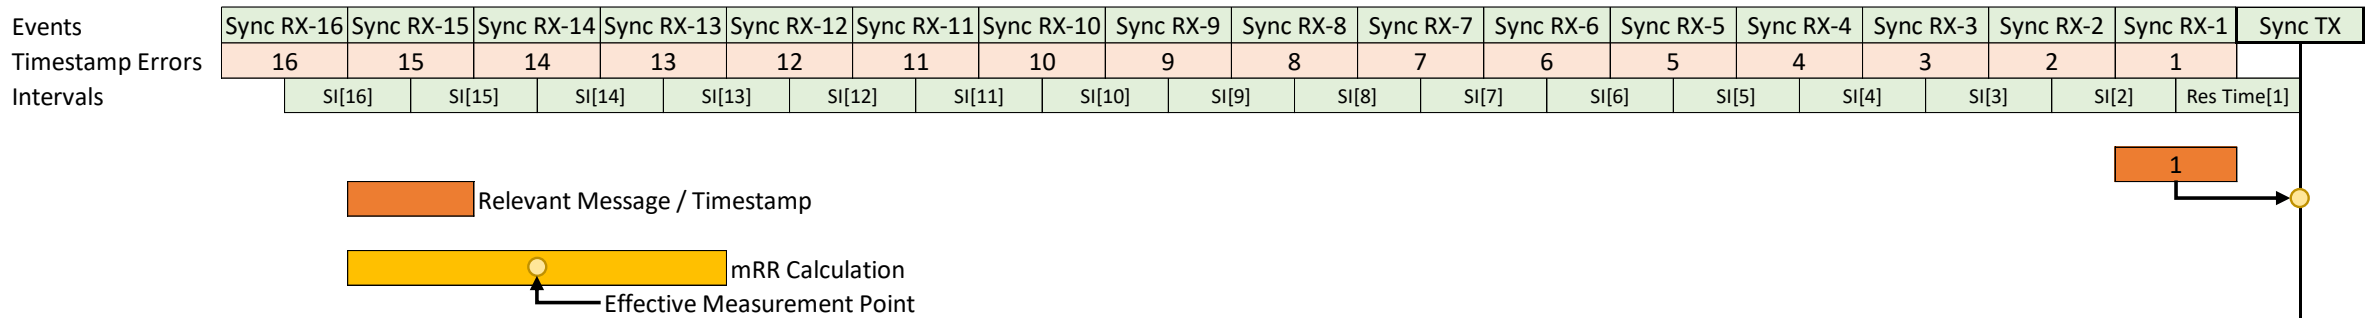 Events Sync RX-16 Sync RX-15 Sync RX-14 Sync RX-13 Sync RX-12 Sync RX-11 Sync RX-10 Sync RX-9 Sync RX-8 Sync RX-7 Sync RX-6 Sync RX-5 Sync RX-4 Sync RX-3 Sync RX-2 Sync RX-1 Sync TX
Timestamp Errors 16 15 14 13 12 11 10 9 8 7 6 5 4 3 2 1
Intervals SI[16] SI[15] SI[14] SI[13] SI[12] SI[11] SI[10] SI[9] SI[8] SI[7] SI[6] SI[5] SI[4] SI[3] SI[2] Res Time[1]
1
Relevant Message / Timestamp
mRR Calculation
Effective Measurement Point